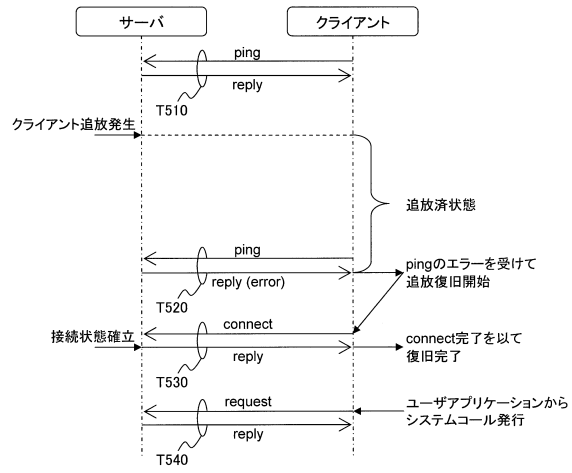 サーバ
クライアント
ping
reply
T510
クライアント追放発生
追放済状態
ping
reply (error)
T520
pingのエラーを受けて
追放復旧開始
connect
接続状態確立
reply
T530
connect完了を以て
復旧完了
request
reply
T540
ユーザアプリケーションから
システムコール発行